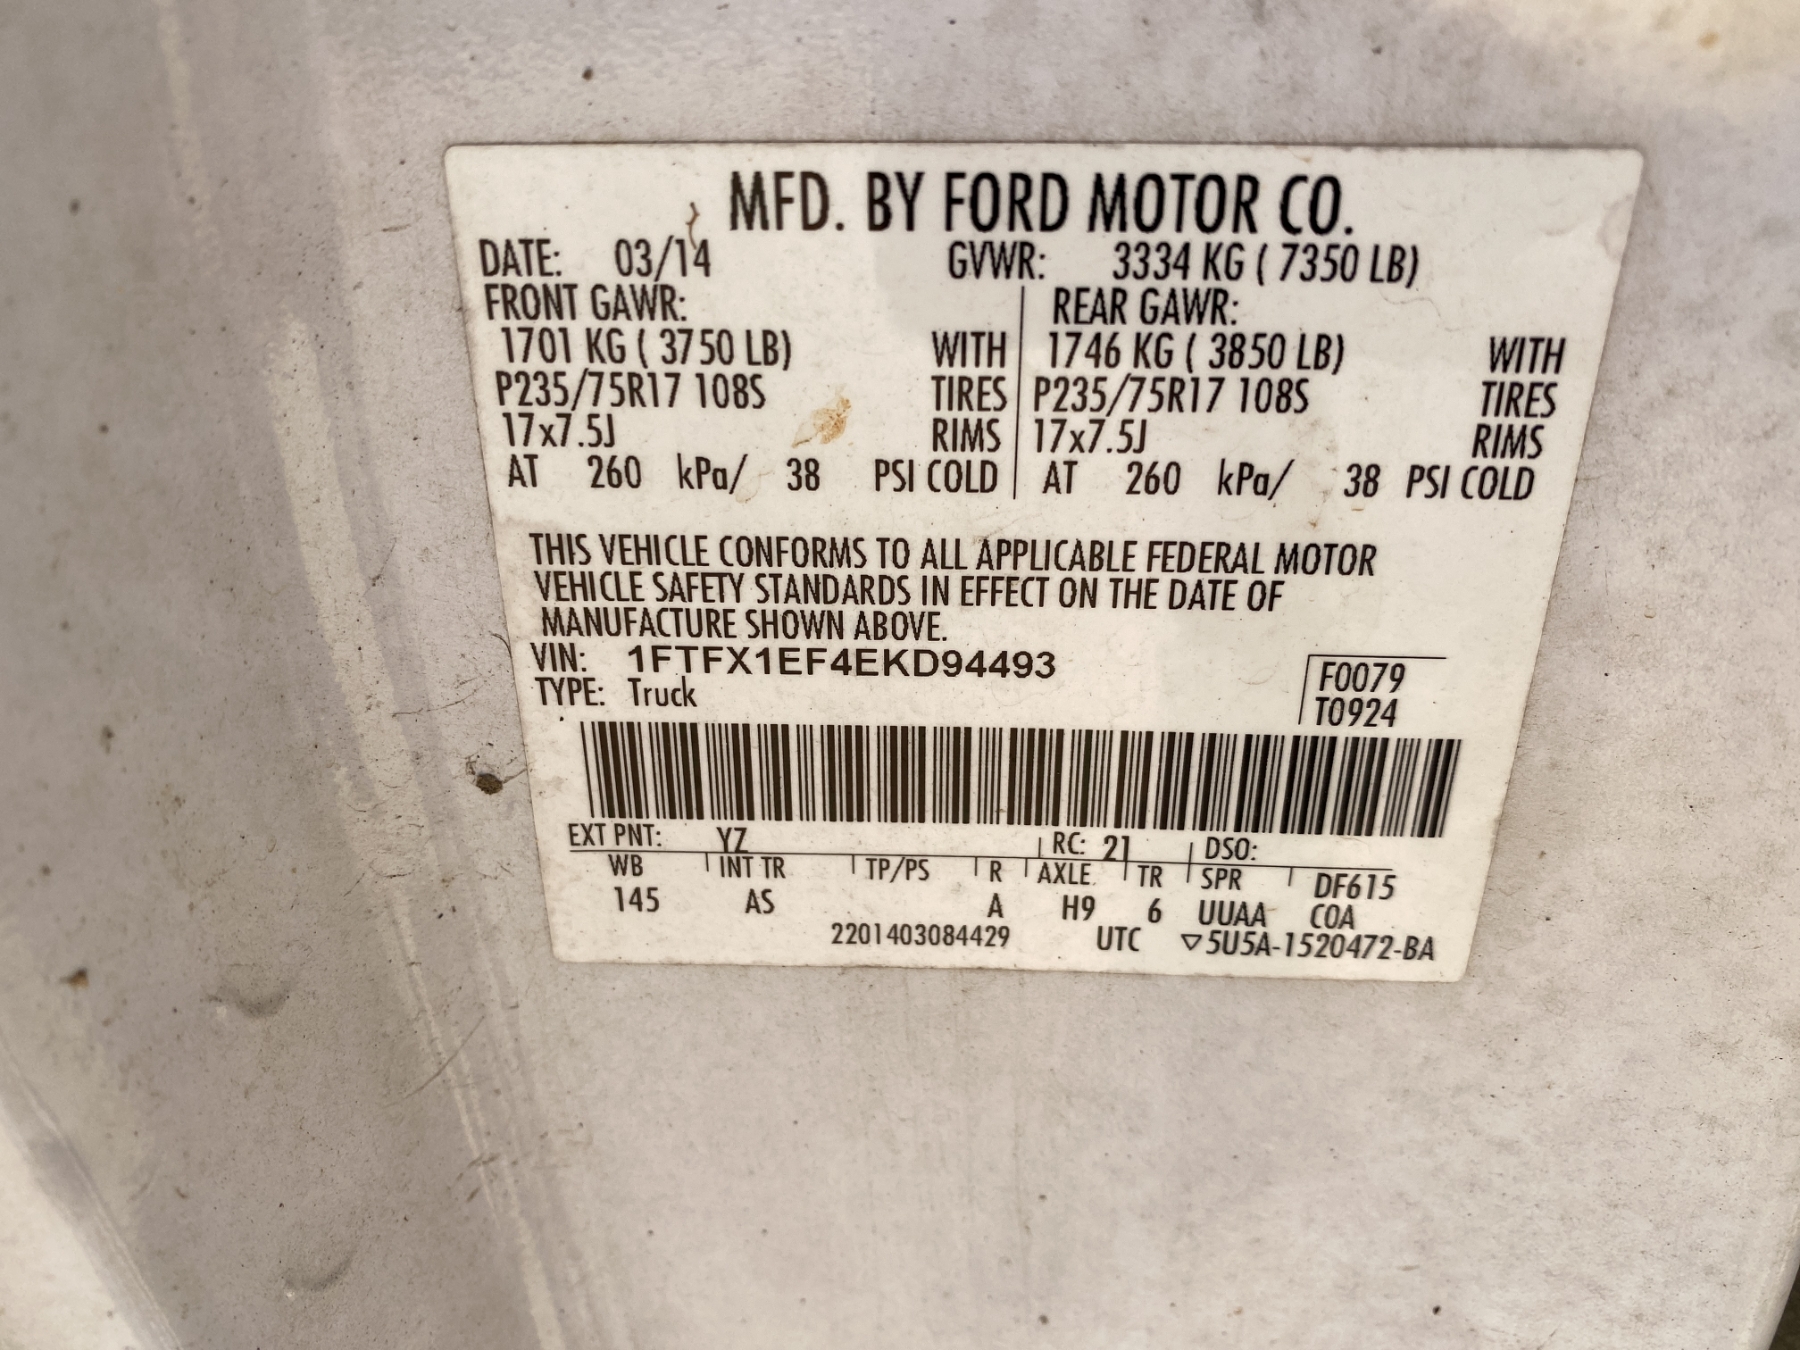 MFD. BY FORD MOTOR CO.
DATE: 03/14 GVWR: 3334 KG ( 7350 LB)
FRONT GAWR: REAR GAWR:
1701 KG ( 3750 LB) WITH 1746 KG ( 3850 LB) WITH
P235/75R17 108S TIRES P235/75R17 108S TIRES
17x7.5J RIMS 17x7.5J RIMS
AT 260 kPa/ 38 PSI COLD AT 260 kPa/ 38 PSI COLD
THIS VEHICLE CONFORMS TO ALL APPLICABLE FEDERAL MOTOR
VEHICLE SAFETY STANDARDS IN EFFECT ON THE DATE OF
MANUFACTURE SHOWN ABOVE.
VIN: 1FTFX1EF4EKD94493 F0079
TYPE: Truck T0924
EXT PNT: YZ RC: 21 DSO:
WB INT TR TP/PS R AXLE TR SPR DF615
145 AS A H9 6 UUAA COA
2201403084429 UTC ▽5U5A-1520472-BA